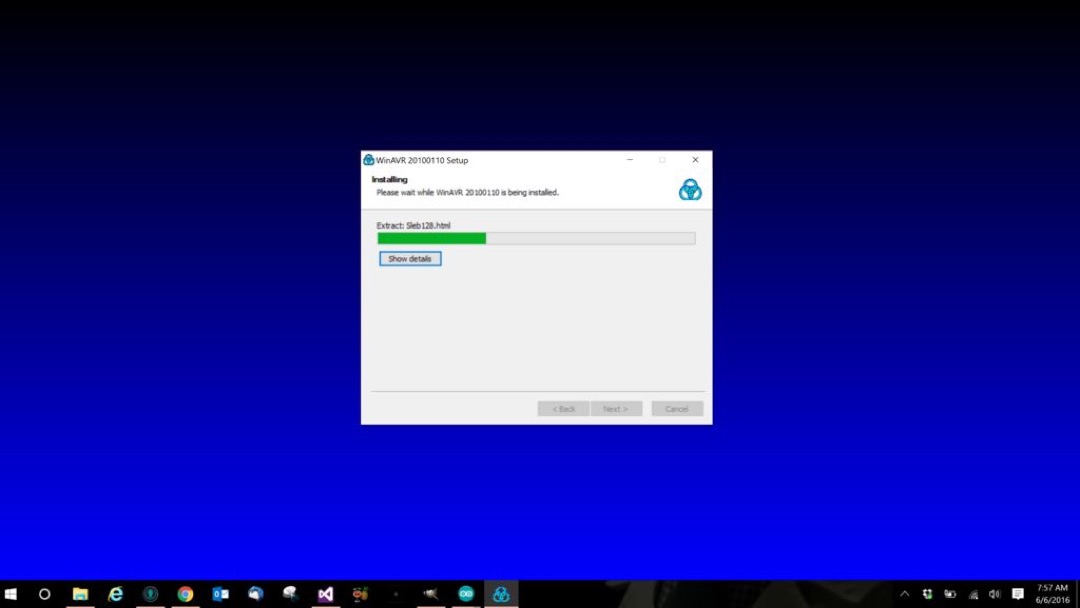 WinAVR 20100110 Setup
Installing
Please wait while WinAVR 20100110 is being installed.
Extract: Sleb128.html
Show details
< Back Next > Cancel
7:57 AM
6/6/2016